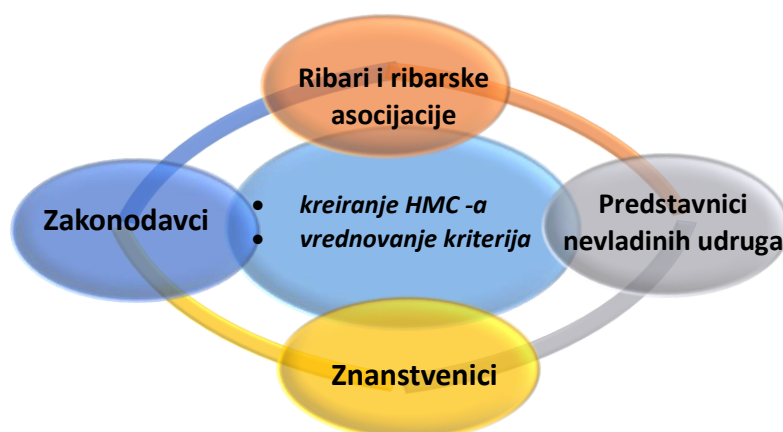 Ribari i ribarske
asocijacije
Zakonodavci
• kreiranje HMC -a
• vrednovanje kriterija
Predstavnici
nevladinih udruga
Znanstvenici